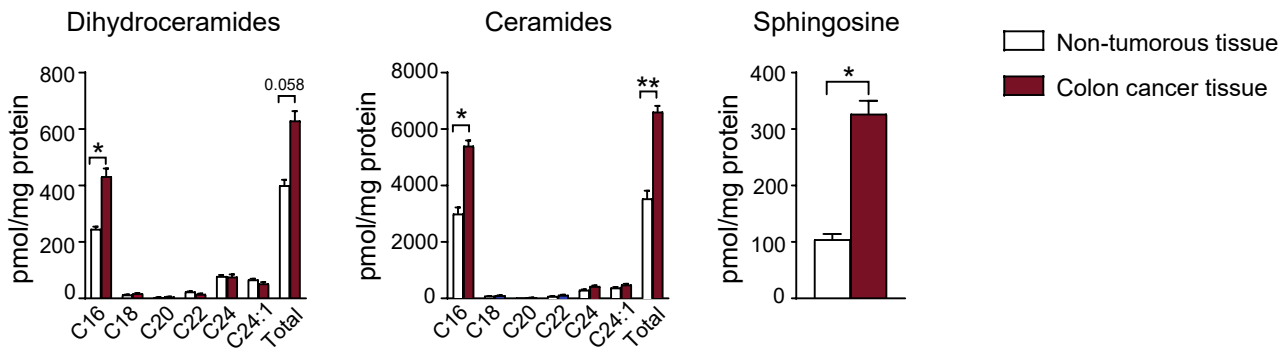 Dihydroceramides
Ceramides
Sphingosine
Non-tumorous tissue
Colon cancer tissue
pmol/mg protein
800
600
400
200
0
*
0.058
C16
C18
C20
C22
C24
C24:1
Total
pmol/mg protein
8000
6000
4000
2000
0
*
**
C16
C18
C20
C22
C24
C24:1
Total
pmol/mg protein
400
300
200
100
0
*